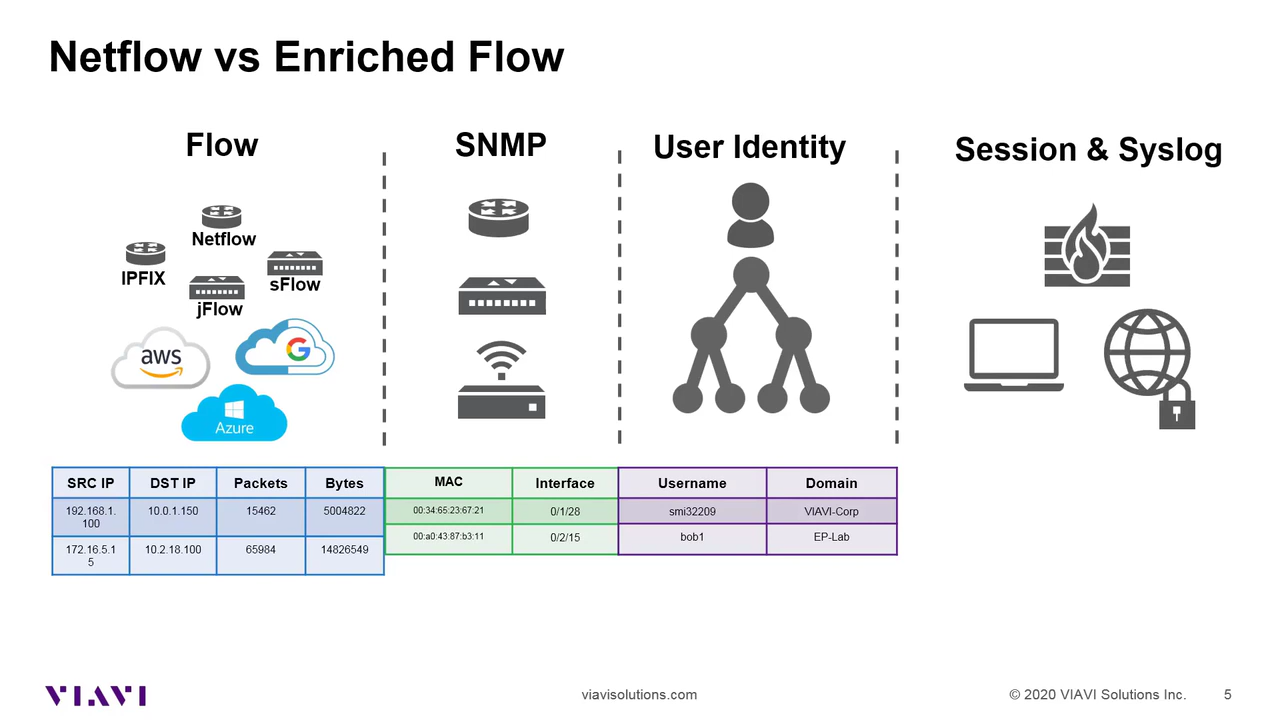 Netflow vs Enriched Flow
Flow
SNMP
User Identity
Session & Syslog
Netflow
IPFIX
sFlow
jFlow
aws
G
Azure
SRC IP DST IP Packets Bytes MAC Interface Username Domain
192.168.1.
100
10.0.1.150 15462 5004822 00:34:65:23:67:21 0/1/28 smi32209 VIAVI-Corp
172.16.5.1
5
10.2.18.100 65984 14826549 00:a0:43:87:b3:11 0/2/15 bob1 EP-Lab
VIAVI
viavisolutions.com
© 2020 VIAVI Solutions Inc.
5